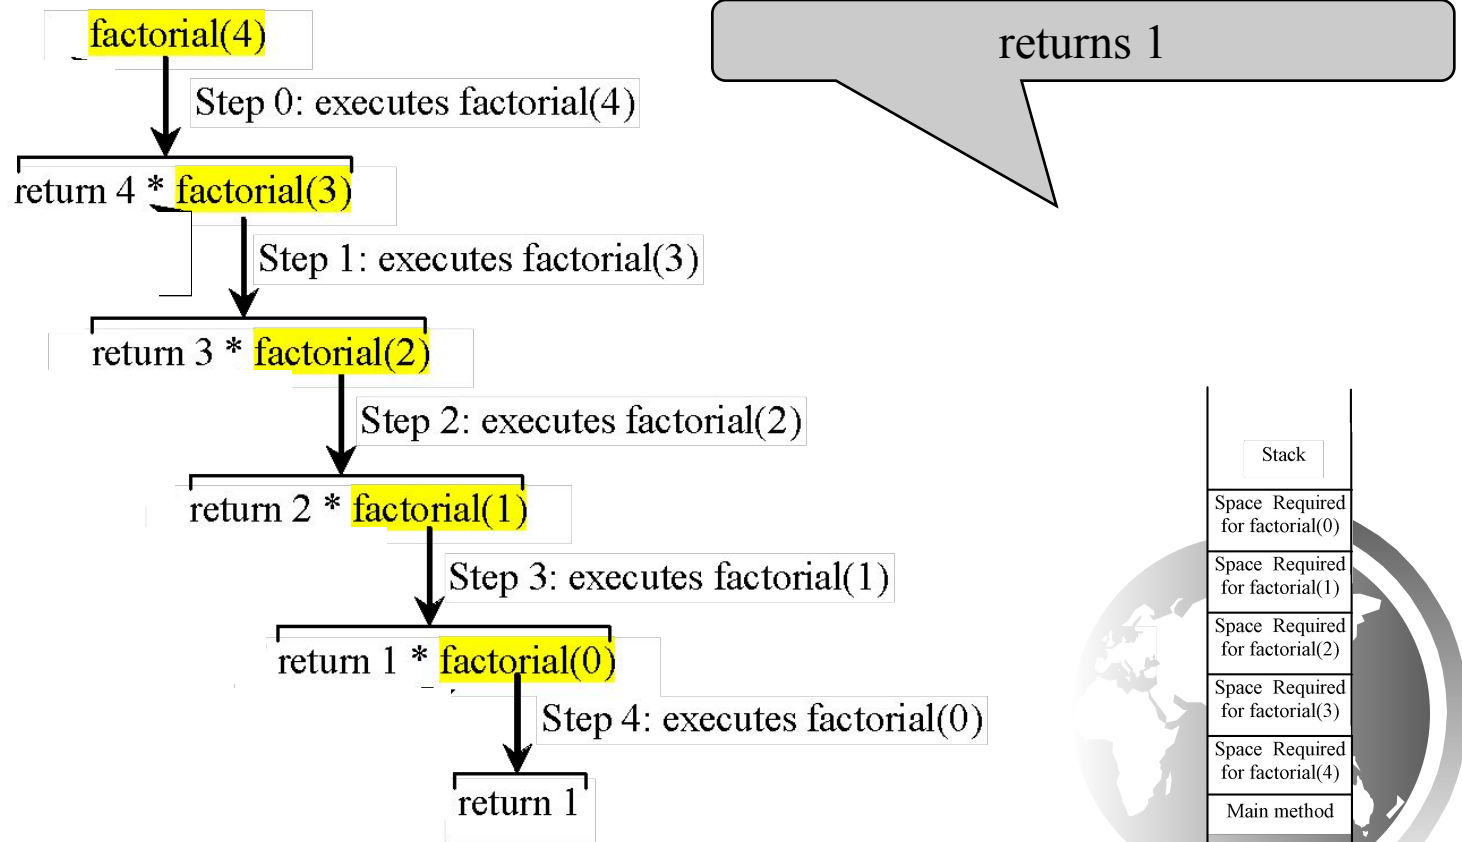 factorial(4)
returns 1
Step 0: executes factorial(4)
return 4 * factorial(3)
Step 1: executes factorial(3)
return 3 * factorial(2)
Step 2: executes factorial(2)
return 2 * factorial(1)
Step 3: executes factorial(1)
return 1 * factorial(0)
Step 4: executes factorial(0)
return 1
Stack
Space Required
for factorial(0)
Space Required
for factorial(1)
Space Required
for factorial(2)
Space Required
for factorial(3)
Space Required
for factorial(4)
Main method